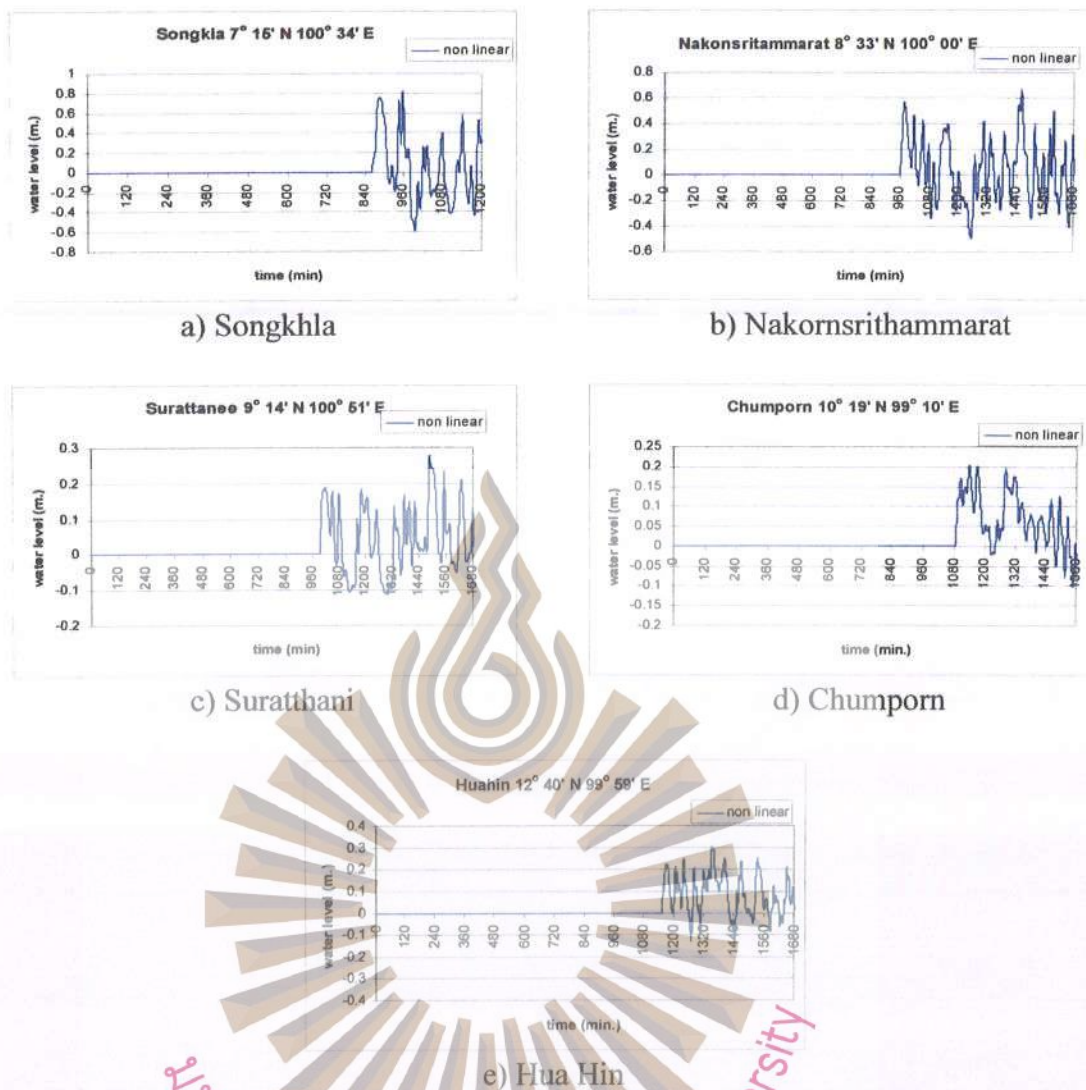 Songkla 7° 15' N 100° 34' E
non linear
water level (m.)
1
0.8
0.6
0.4
0.2
0
-0.2
-0.4
-0.6
-0.8
0 120 240 360 480 600 720 840 960 1080 1200
time (min)
a) Songkhla
Nakonsritammarat 8° 33' N 100° 00' E
non linear
water level (m.)
0.8
0.6
0.4
0.2
0
-0.2
-0.4
-0.6
0 120 240 360 480 600 720 840 960 1080 1200 1320 1440 1560 1680
time (min)
b) Nakornsrithammarat
Surattanee 9° 14' N 100° 51' E
non linear
water level (m.)
0.3
0.2
0.1
0
-0.1
-0.2
0 120 240 360 480 600 720 840 960 1080 1200 1320 1440 1560 1680
time (min)
c) Suratthani
Chumporn 10° 19' N 99° 10' E
non linear
water level (m.)
0.25
0.2
0.15
0.1
0.05
0
-0.05
-0.1
-0.15
-0.2
0 120 240 360 480 600 720 840 960 1080 1200 1320 1440 1560
time (min.)
d) Chumporn
Huahin 12° 40' N 99° 59' E
non linear
water level (m.)
0.4
0.3
0.2
0.1
0
-0.1
-0.2
-0.3
-0.4
0 120 240 360 480 600 720 840 960 1080 1200 1320 1440 1560 1680
time (min.)
e) Hua Hin